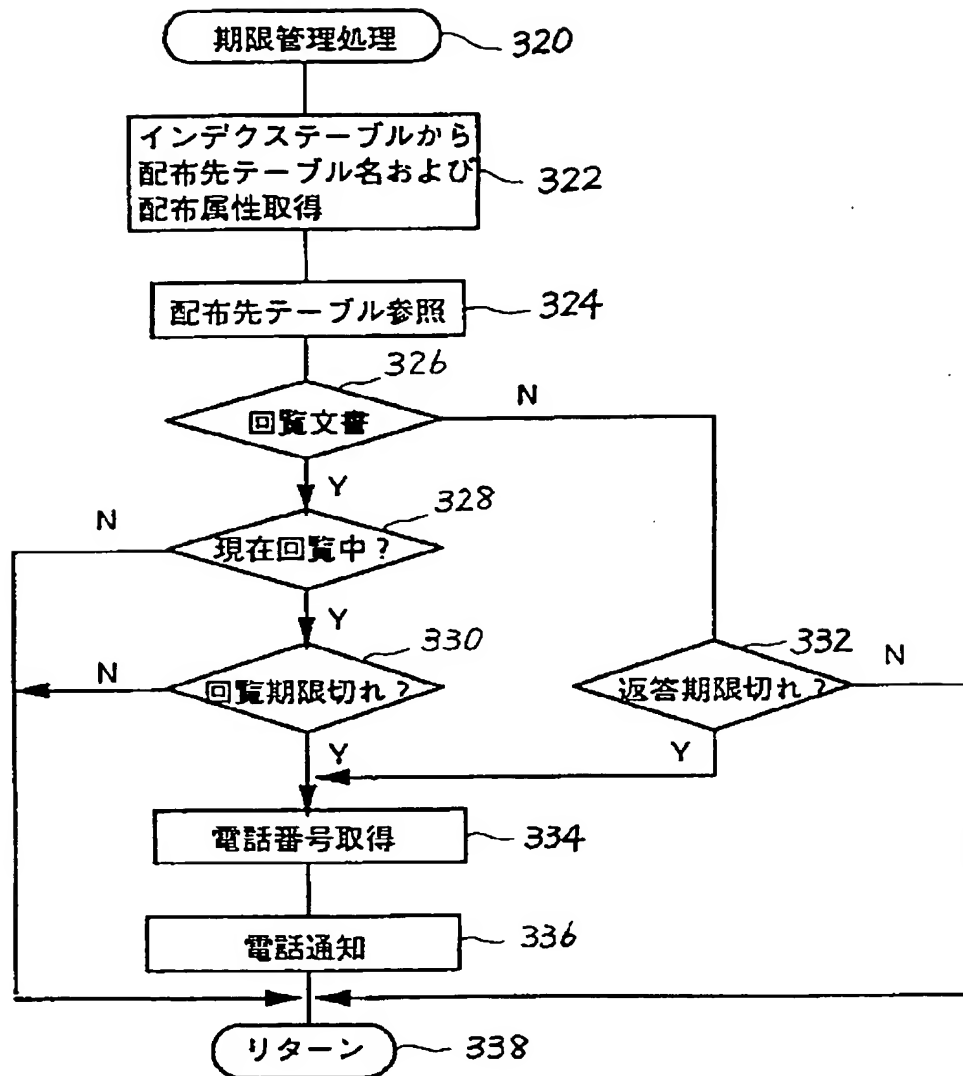 期限管理処理 320
インデクステーブルから
配布先テーブル名および 322
配布属性取得
配布先テーブル参照 324
326
回覧文書 N
Y
328
N 現在回覧中?
Y
330 332
N 回覧期限切れ? 返答期限切れ? N
Y Y
電話番号取得 334
電話通知 336
リターン 338